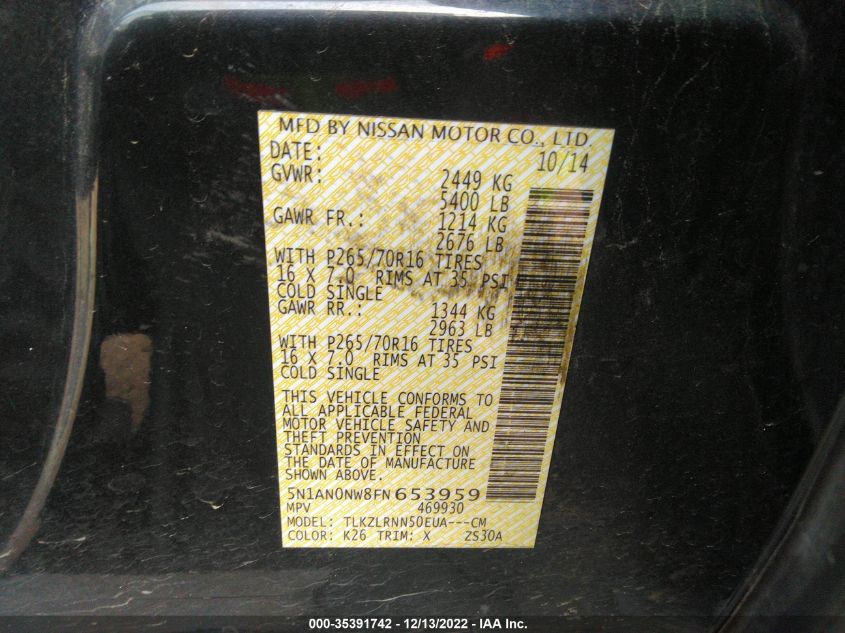 MFD BY NISSAN MOTOR CO., LTD.
DATE: 10/14
GVWR: 2449 KG
5400 LB
GAWR FR.: 1214 KG
2676 LB
WITH P265/70R16 TIRES
16 X 7.0 RIMS AT 35 PSI
COLD SINGLE
GAWR RR.: 1344 KG
2963 LB
WITH P265/70R16 TIRES
16 X 7.0 RIMS AT 35 PSI
COLD SINGLE
THIS VEHICLE CONFORMS TO
ALL APPLICABLE FEDERAL
MOTOR VEHICLE SAFETY AND
THEFT PREVENTION
STANDARDS IN EFFECT ON
THE DATE OF MANUFACTURE
SHOWN ABOVE.
5N1AN0NW8FN653959
MPV 469930
MODEL: TLKZLRNN50EUA---CM
COLOR: K26 TRIM: X ZS30A
000-35391742 - 12/13/2022 - IAA Inc.